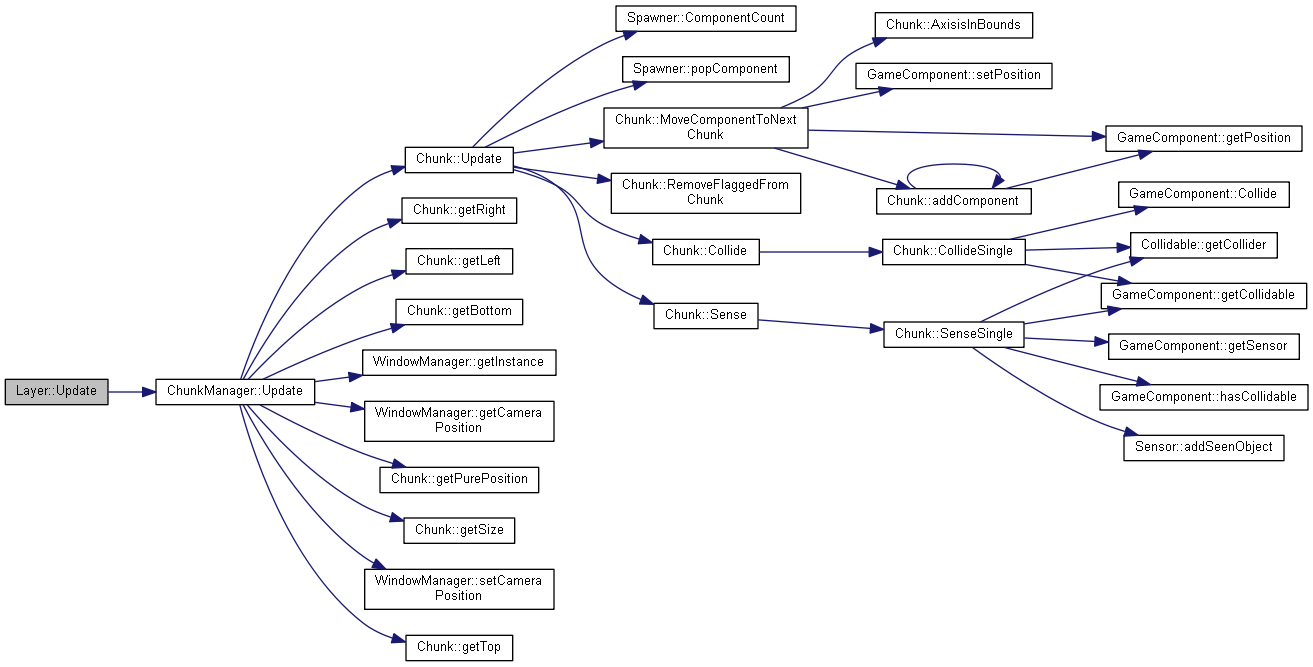 Layer::Update
ChunkManager::Update
Chunk::Update
Chunk::getRight
Chunk::getLeft
Chunk::getBottom
WindowManager::getInstance
WindowManager::getCamera
Position
Chunk::getPurePosition
Chunk::getSize
WindowManager::setCamera
Position
Chunk::getTop
Spawner::ComponentCount
Spawner::popComponent
Chunk::MoveComponentToNext
Chunk
Chunk::RemoveFlaggedFrom
Chunk
Chunk::Collide
Chunk::Sense
Chunk::AxisisInBounds
GameComponent::setPosition
Chunk::addComponent
Chunk::CollideSingle
Chunk::SenseSingle
GameComponent::getPosition
GameComponent::Collide
Collidable::getCollider
GameComponent::getCollidable
GameComponent::getSensor
GameComponent::hasCollidable
Sensor::addSeenObject